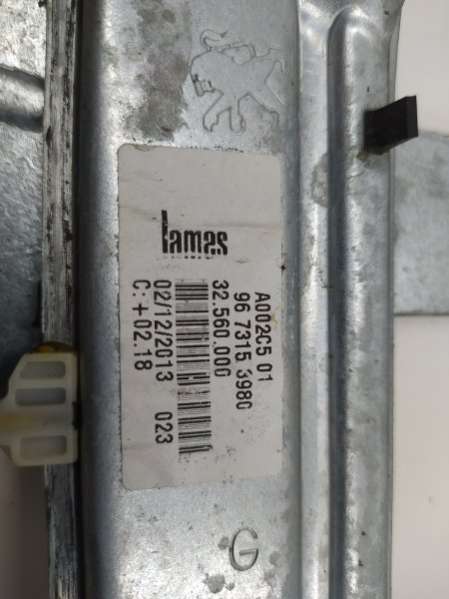 lames
A002C5 01
96 7315 3980
32.560.000
02/12/2013 023
C:+02.18
G